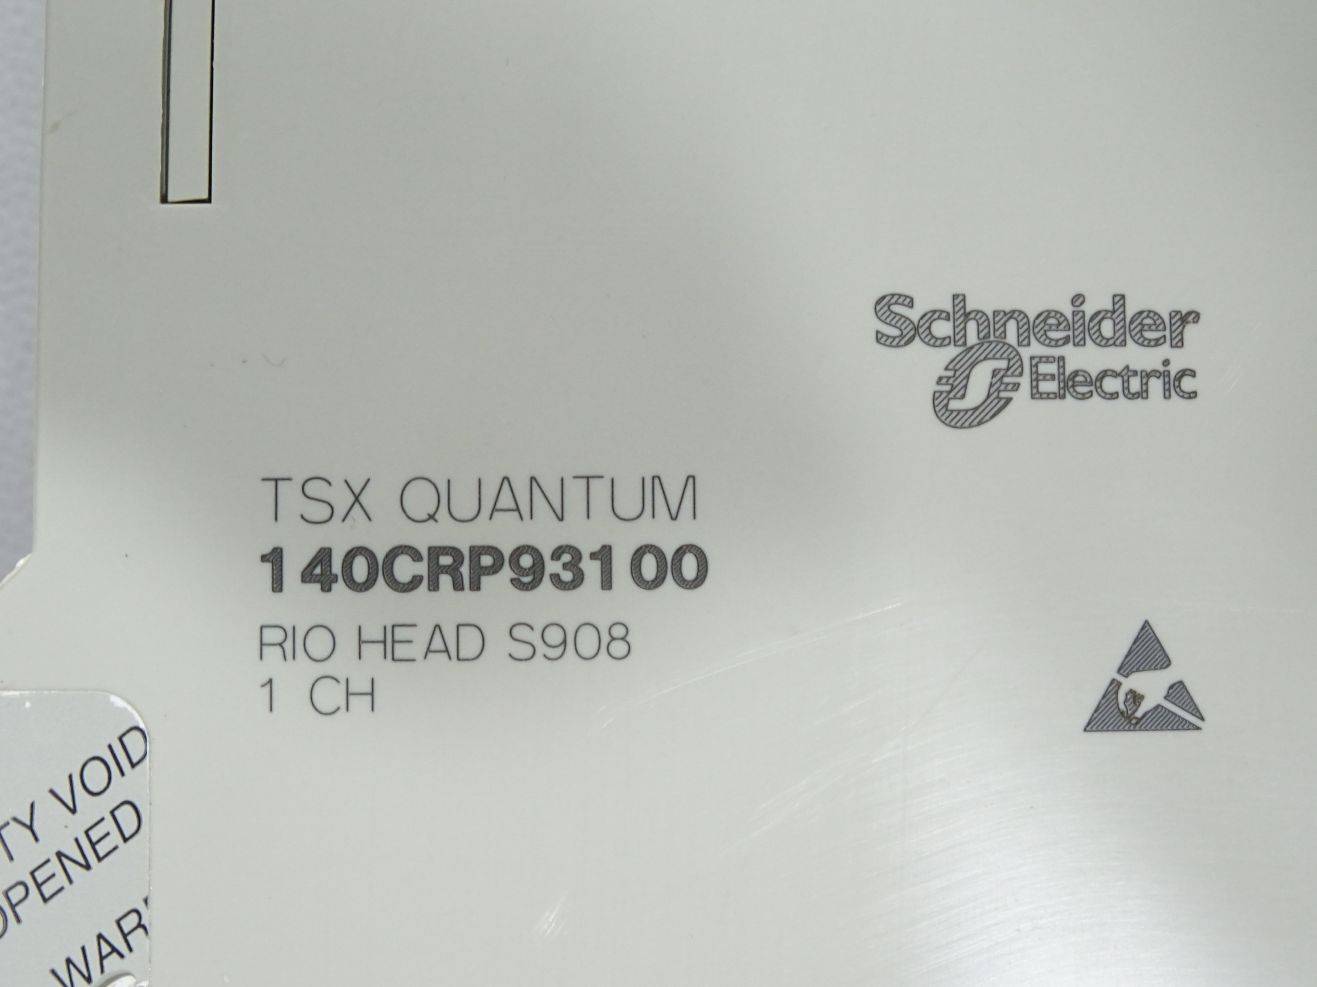 Schneider
Electric
TSX QUANTUM
140CRP93100
RIO HEAD S908
1 CH
TY VOID
OPENED
WAR